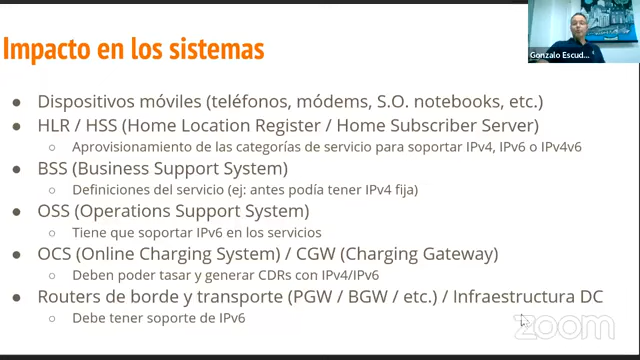 Impacto en los sistemas
Gonzalo Escud...
● Dispositivos móviles (teléfonos, módems, S.O. notebooks, etc.)
● HLR / HSS (Home Location Register / Home Subscriber Server)
○ Aprovisionamiento de las categorías de servicio para soportar IPv4, IPv6 o IPv4v6
● BSS (Business Support System)
○ Definiciones del servicio (ej: antes podía tener IPv4 fija)
● OSS (Operations Support System)
○ Tiene que soportar IPv6 en los servicios
● OCS (Online Charging System) / CGW (Charging Gateway)
○ Deben poder tasar y generar CDRs con IPv4/IPv6
● Routers de borde y transporte (PGW / BGW / etc.) / Infraestructura DC
○ Debe tener soporte de IPv6
zoom